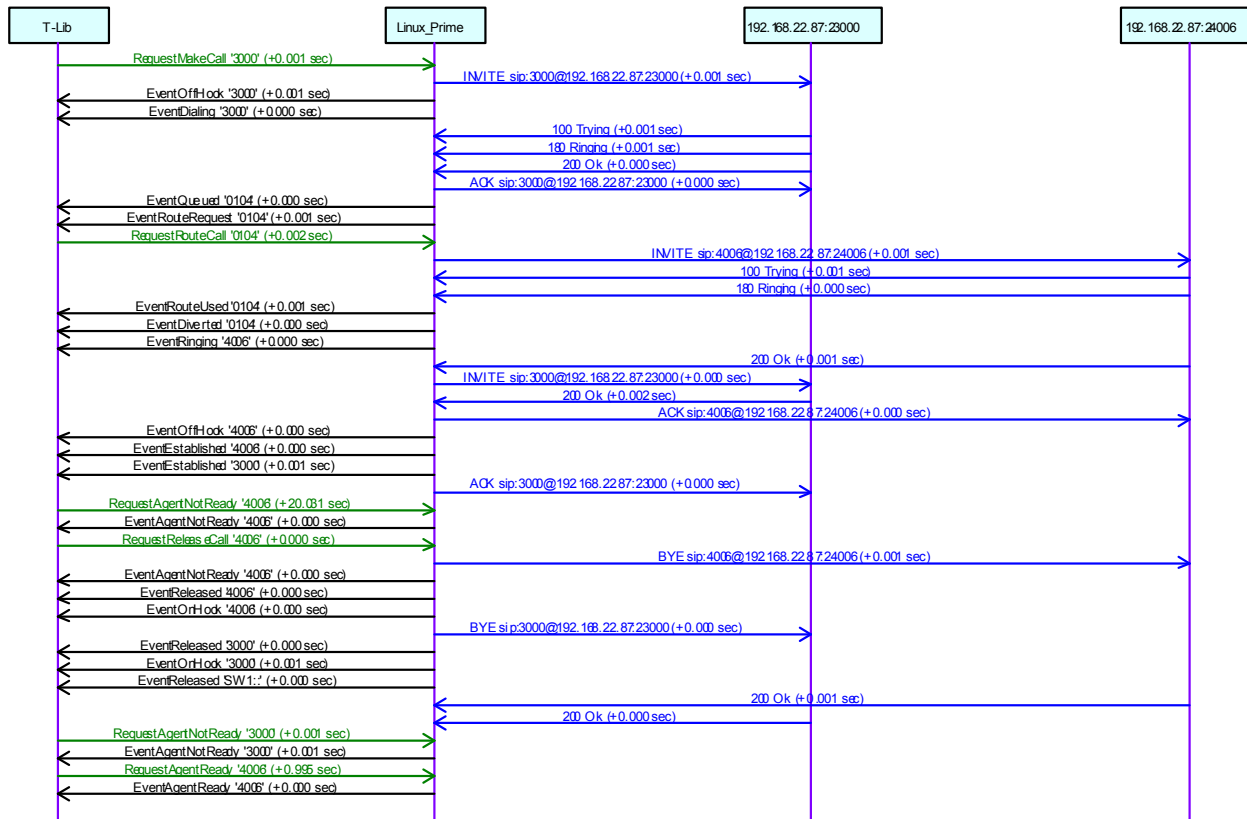 T-Lib
Linux_Prime
192.168.22.87:23000
192.168.22.87:24006
RequestMakeCall '3000' (+0.001 sec)
INVITE sip:3000@192.168.22.87:23000 (+0.001 sec)
EventOffHook '3000' (+0.001 sec)
EventDialing '3000' (+0.000 sec)
100 Trying (+0.001 sec)
180 Ringing (+0.001 sec)
200 Ok (+0.000 sec)
ACK sip:3000@192.168.22.87:23000 (+0.000 sec)
EventQueued '0104' (+0.000 sec)
EventRouteRequest '0104' (+0.001 sec)
RequestRouteCall '0104' (+0.002 sec)
INVITE sip:4006@192.168.22.87:24006 (+0.001 sec)
100 Trying (+0.001 sec)
180 Ringing (+0.000 sec)
EventRouteUsed '0104' (+0.001 sec)
EventDiverted '0104' (+0.000 sec)
EventRinging '4006' (+0.000 sec)
200 Ok (+0.001 sec)
INVITE sip:3000@192.168.22.87:23000 (+0.000 sec)
200 Ok (+0.002 sec)
ACK sip:4006@192.168.22.87:24006 (+0.000 sec)
EventOffHook '4006' (+0.000 sec)
EventEstablished '4006' (+0.000 sec)
EventEstablished '3000' (+0.001 sec)
ACK sip:3000@192.168.22.87:23000 (+0.000 sec)
RequestAgentNotReady '4006' (+20.031 sec)
EventAgentNotReady '4006' (+0.000 sec)
RequestReleaseCall '4006' (+0.000 sec)
BYE sip:4006@192.168.22.87:24006 (+0.001 sec)
EventAgentNotReady '4006' (+0.000 sec)
EventReleased '4006' (+0.000 sec)
EventOnHook '4006' (+0.000 sec)
BYE sip:3000@192.168.22.87:23000 (+0.000 sec)
EventReleased '3000' (+0.000 sec)
EventOnHook '3000' (+0.001 sec)
EventReleased 'SW1::' (+0.000 sec)
200 Ok (+0.001 sec)
200 Ok (+0.000 sec)
RequestAgentNotReady '3000' (+0.001 sec)
EventAgentNotReady '3000' (+0.001 sec)
RequestAgentReady '4006' (+0.995 sec)
EventAgentReady '4006' (+0.000 sec)